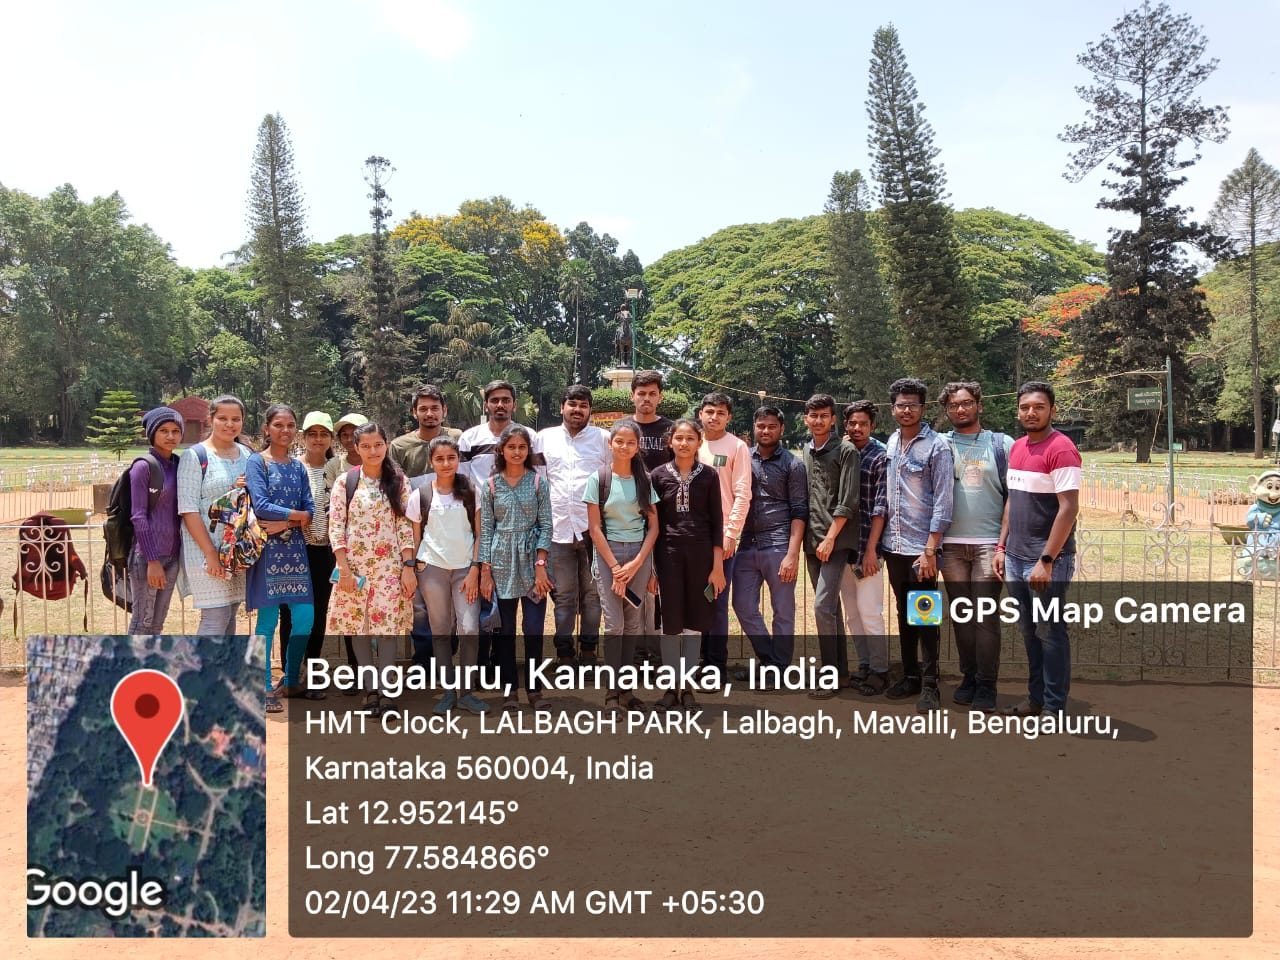 GINAL
GPS Map Camera
Bengaluru, Karnataka, India
HMT Clock, LALBAGH PARK, Lalbagh, Mavalli, Bengaluru,
Karnataka 560004, India
Lat 12.952145°
Long 77.584866°
02/04/23 11:29 AM GMT +05:30
Google